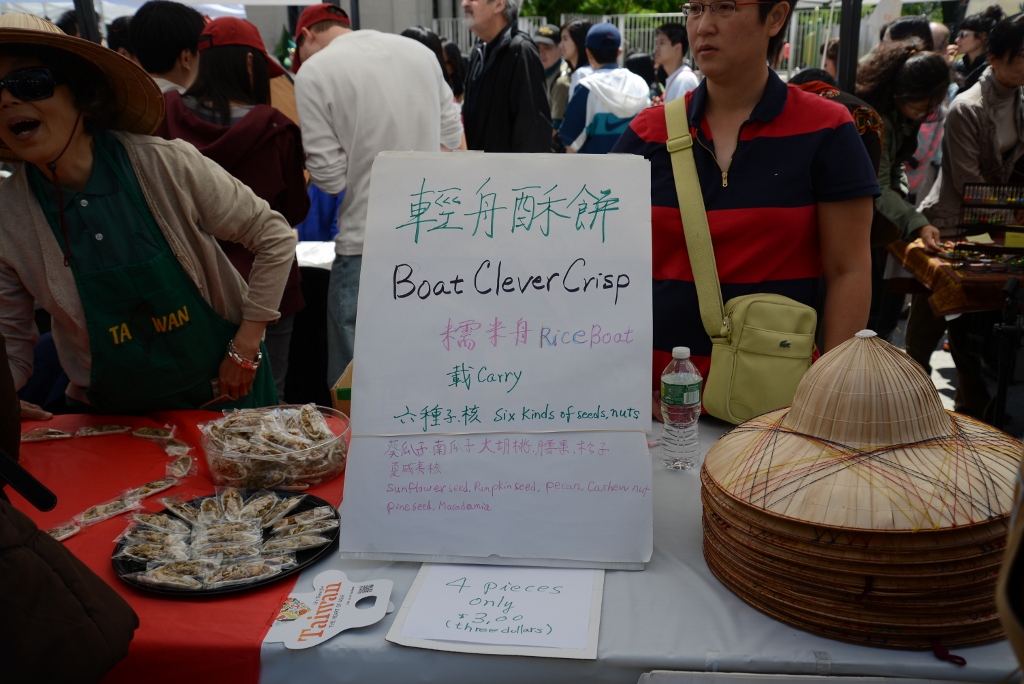 輕舟酥餅
Boat Clever Crisp
糯米舟 Rice Boat
載 Carry
六種子.核 Six Kinds of seeds, nuts
葵瓜子 南瓜子 大胡桃, 腰果, 松子
夏威夷核
Sunflower seed, Pumpkin seed, pecan, Cashew nut
pine seed, Macadamia
4 pieces
only
$3,00
(three dollars)
Taiwan
TAIWAN